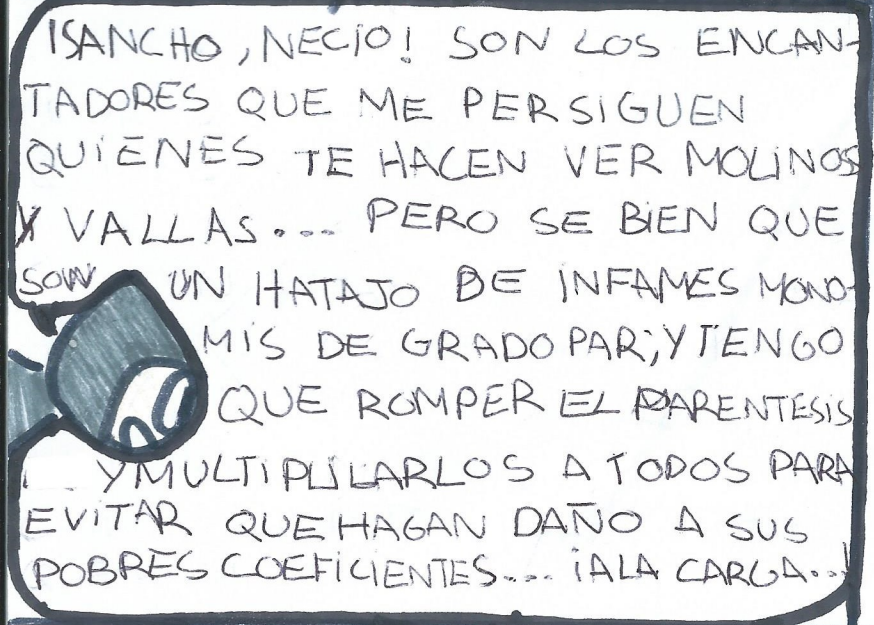 ¡SANCHO, NECIO! SON LOS ENCAN-
TADORES QUE ME PERSIGUEN
QUIENES TE HACEN VER MOLINOS
Y VALLAS... PERO SE BIEN QUE
SON UN HATAJO DE INFAMES MONO-
MIS DE GRADO PAR; Y TENGO
QUE ROMPER EL PARENTESIS
Y MULTIPLICARLOS A TODOS PARA
EVITAR QUE HAGAN DAÑO A SUS
POBRES COEFICIENTES.... ¡A LA CARGA...!